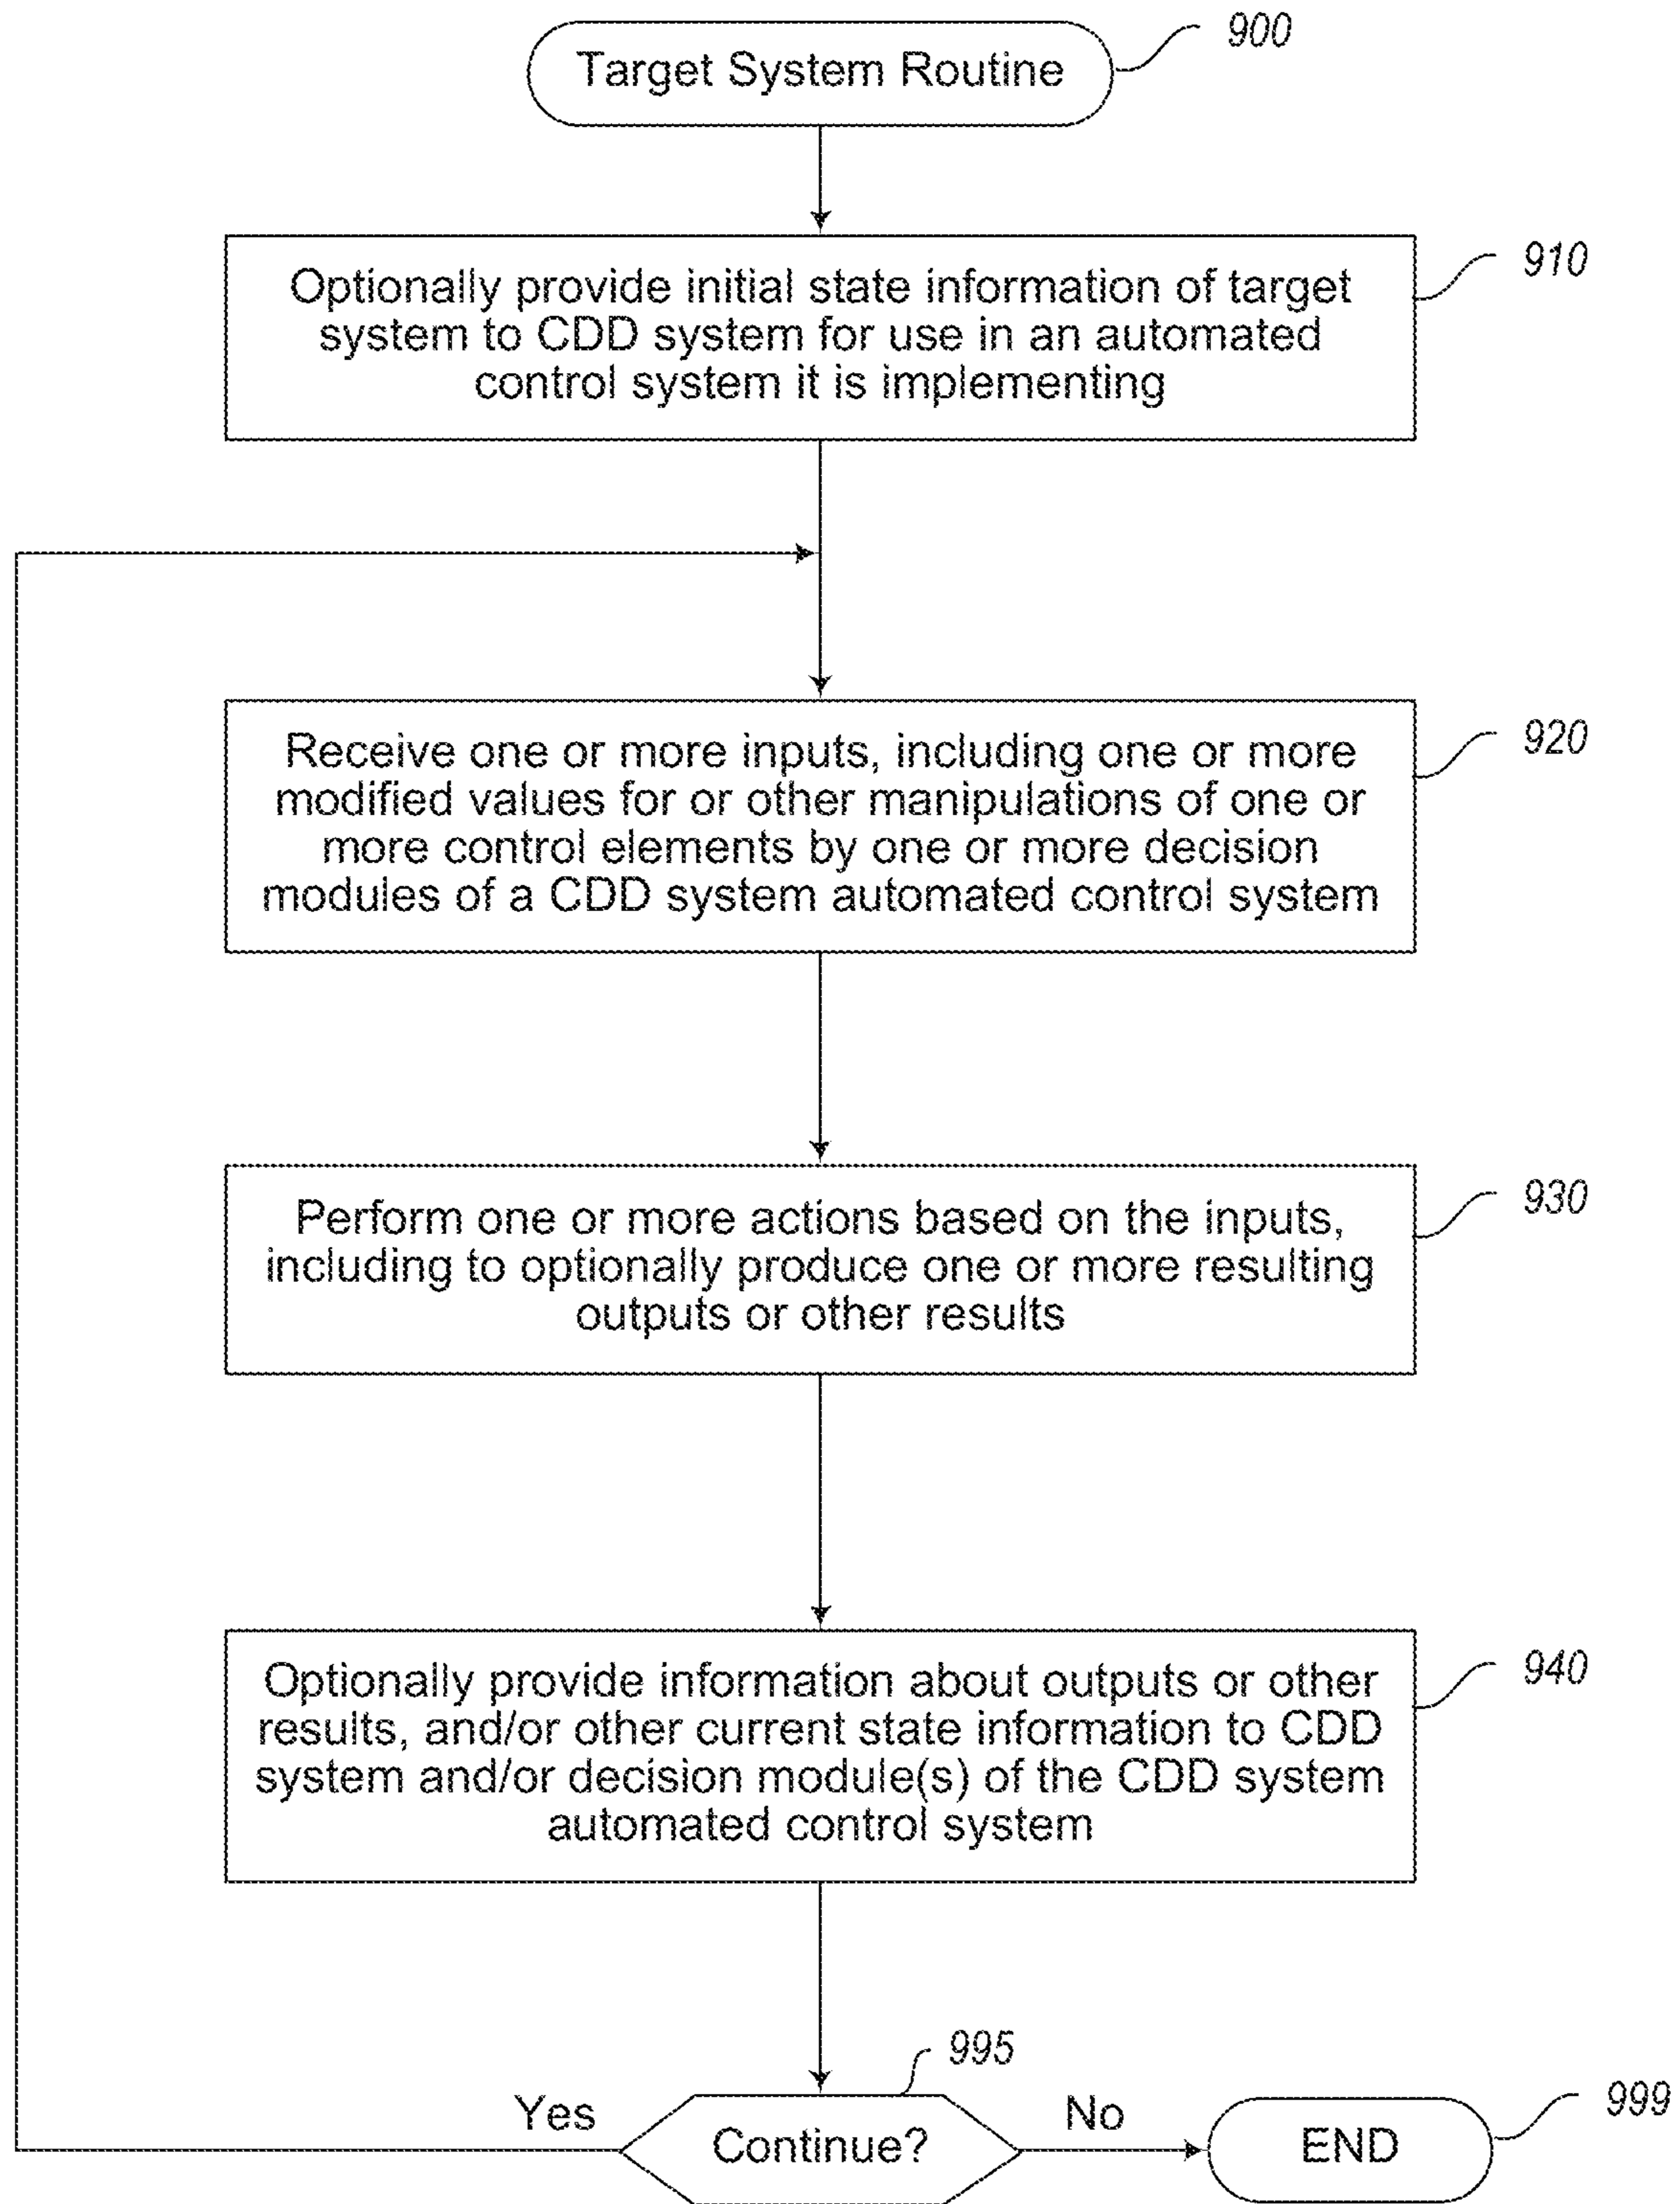 Target System Routine
900
Optionally provide initial state information of target
system to CDD system for use in an automated
control system it is implementing
910
Receive one or more inputs, including one or more
modified values for or other manipulations of one or
more control elements by one or more decision
modules of a CDD system automated control system
920
Perform one or more actions based on the inputs,
including to optionally produce one or more resulting
outputs or other results
930
Optionally provide information about outputs or other
results, and/or other current state information to CDD
system and/or decision module(s) of the CDD system
automated control system
940
995
Yes
Continue?
No
END
999